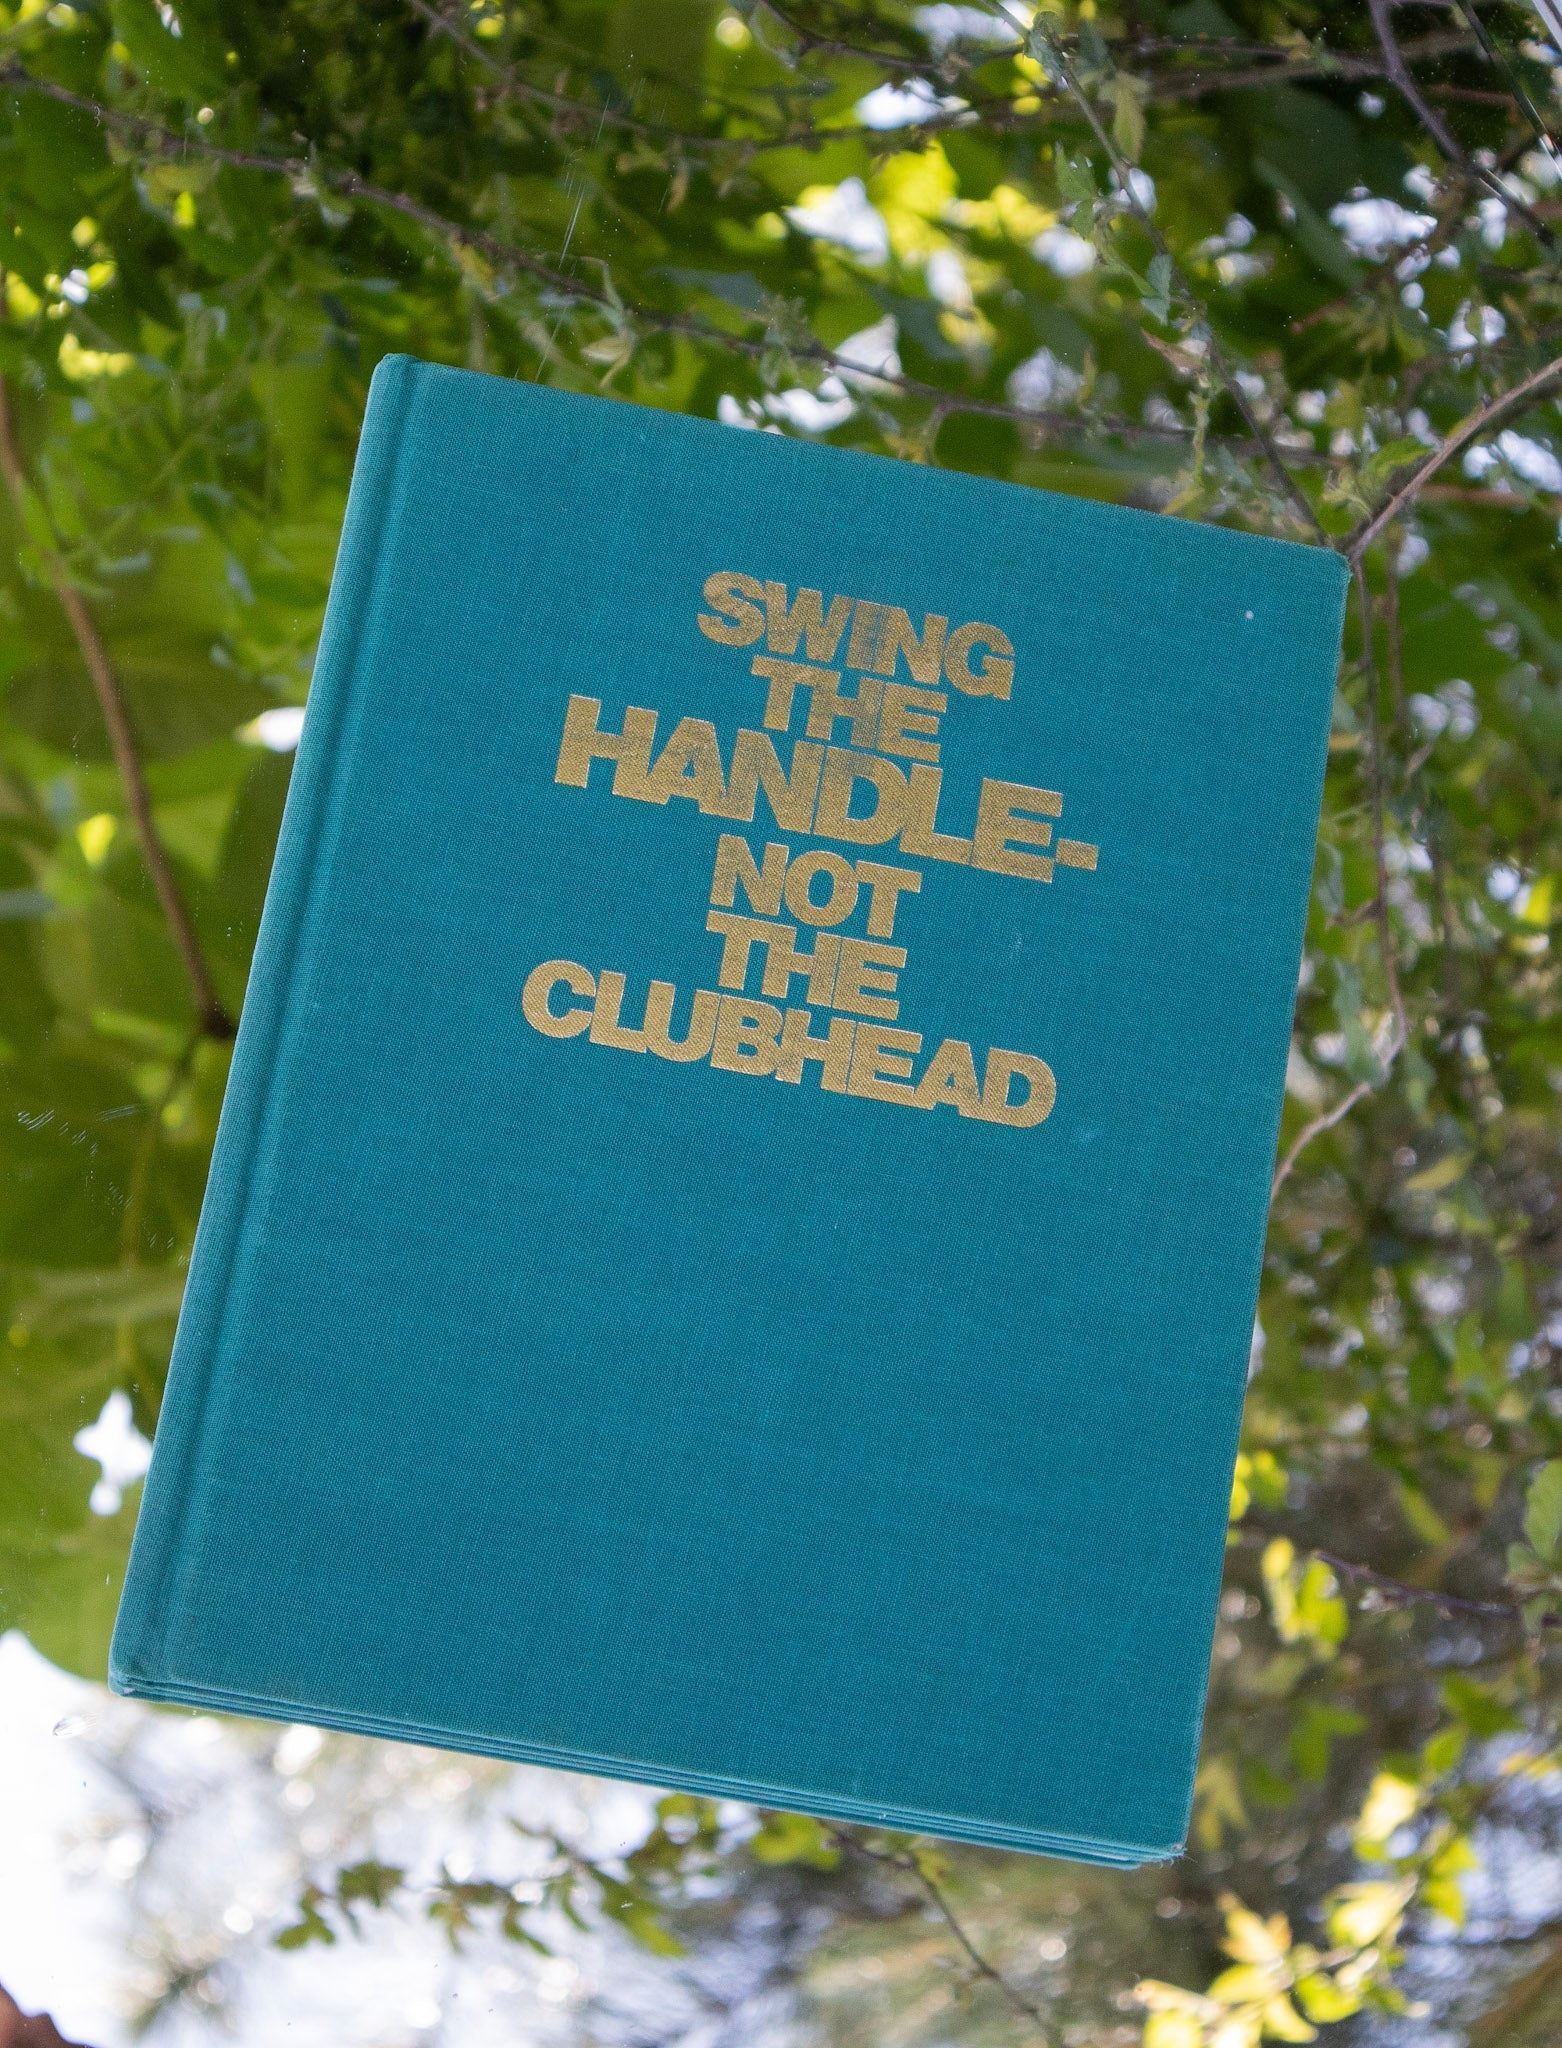 SWING
THE
HANDLE-
NOT
THE
CLUBHEAD